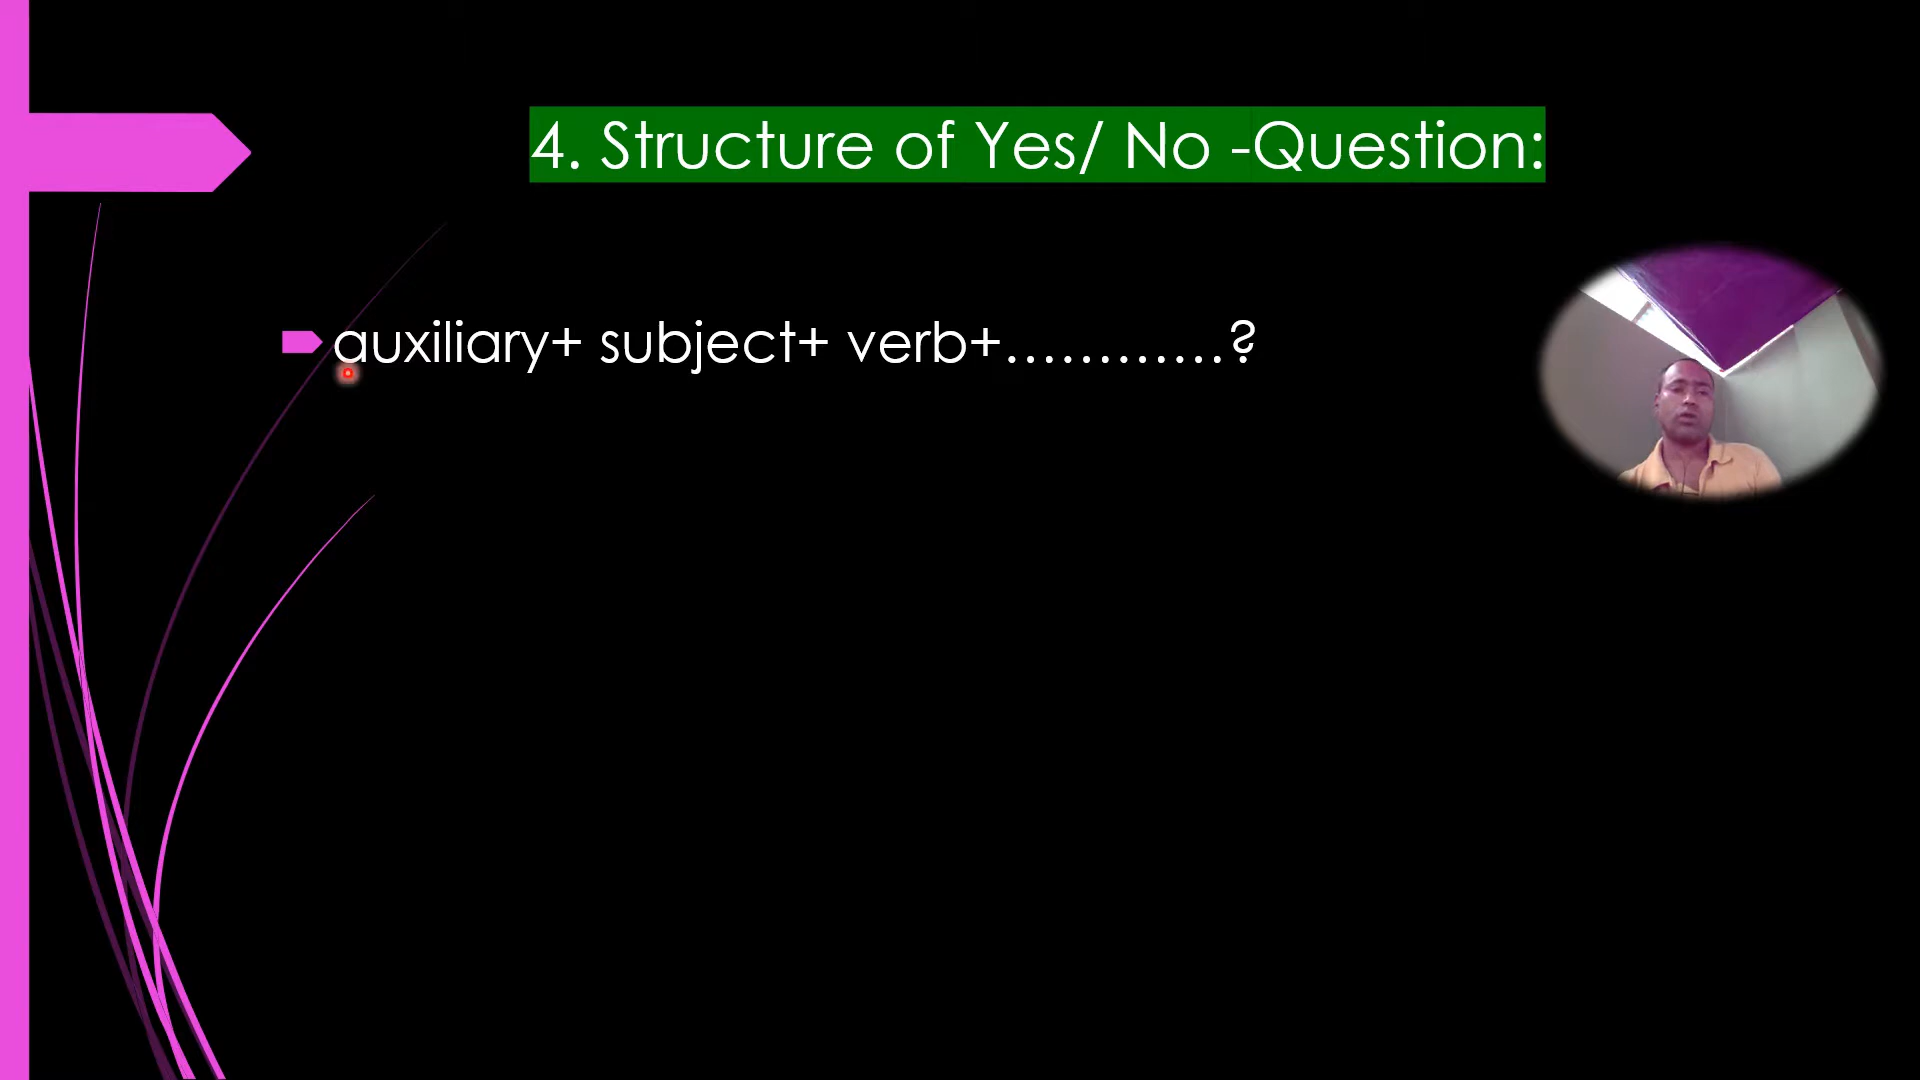 4. Structure of Yes/ No -Question:
auxiliary+ subject+ verb+............?